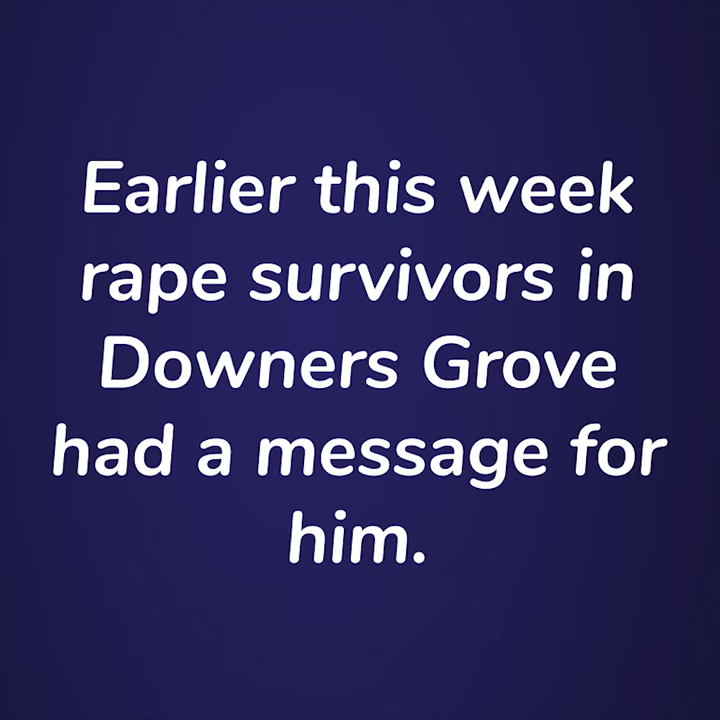 Earlier this week
rape survivors in
Downers Grove
had a message for
him.